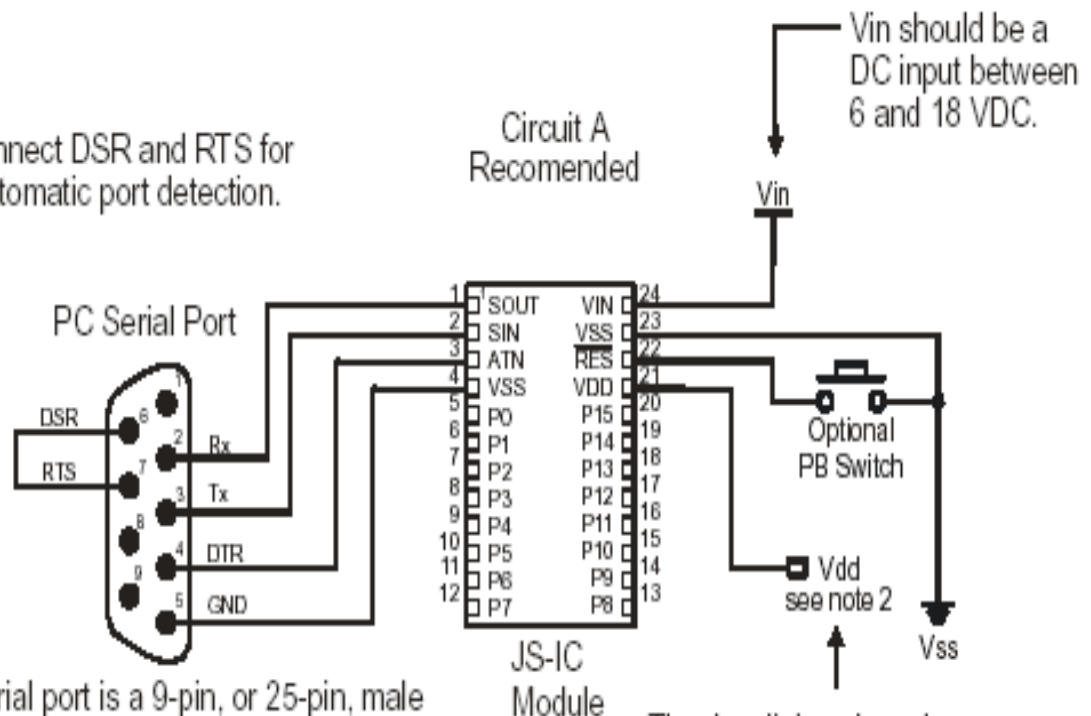 Vin should be a
DC input between
6 and 18 VDC.
Circuit A
Recomended
nnect DSR and RTS for
tomatic port detection.
Vin
PC Serial Port
1
6
2
7
3
8
4
9
5
DSR
RTS
Rx
Tx
DTR
GND
1 SOUT VIN 24
2 SIN VSS 23
3 ATN RES 22
4 VSS VDD 21
5 P0 P15 20
6 P1 P14 19
7 P2 P13 18
8 P3 P12 17
9 P4 P11 16
10 P5 P10 15
11 P6 P9 14
12 P7 P8 13
Optional
PB Switch
Vdd
see note 2
Vss
JS-IC
Module
rial port is a 9-pin, or 25-pin, male